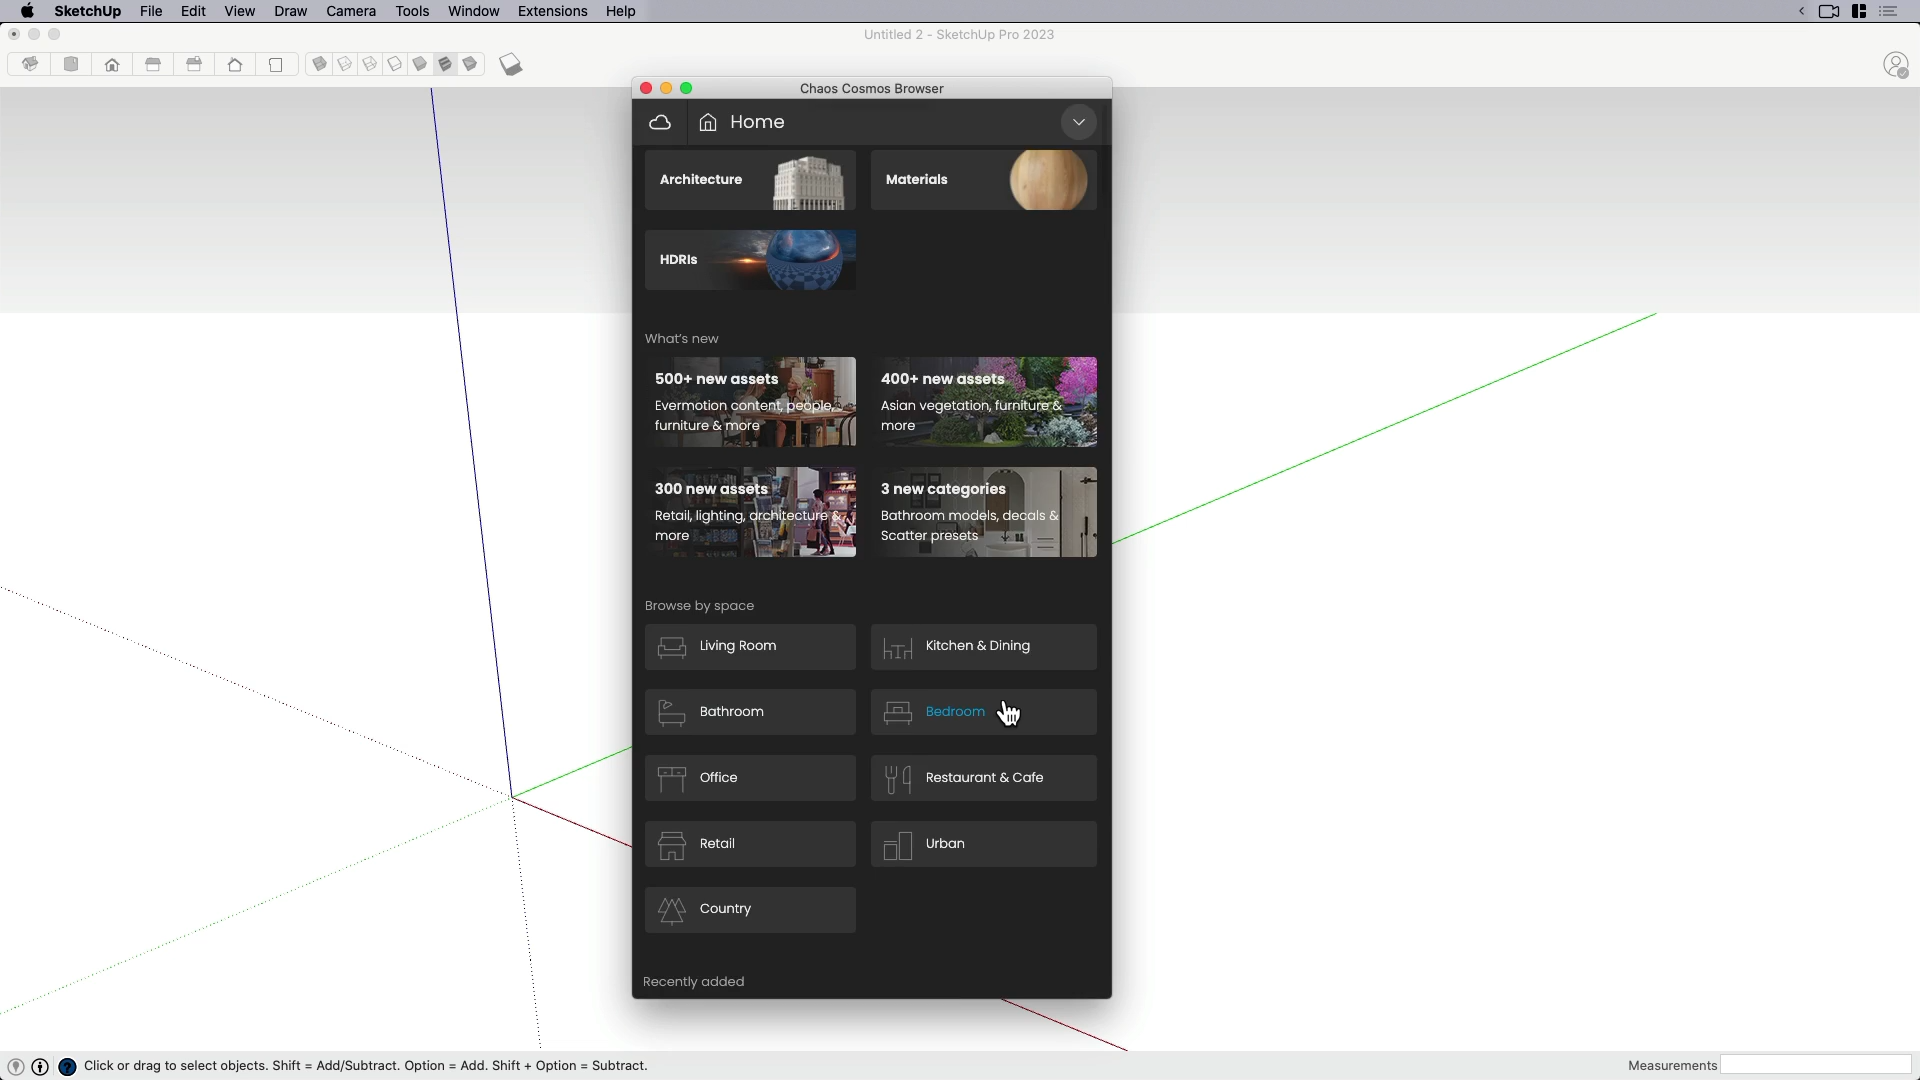 SketchUp File Edit View Draw Camera Tools Window Extensions Help
Untitled 2 - SketchUp Pro 2023
Chaos Cosmos Browser
Home
Architecture
Materials
HDRIs
What's new
500+ new assets
Evermotion content, people,
furniture & more
400+ new assets
Asian vegetation, furniture &
more
300 new assets
Retail, lighting, architecture &
more
3 new categories
Bathroom models, decals &
Scatter presets
Browse by space
Living Room
Kitchen & Dining
Bathroom
Bedroom
Office
Restaurant & Cafe
Retail
Urban
Country
Recently added
Click or drag to select objects. Shift = Add/Subtract. Option = Add. Shift + Option = Subtract.
Measurements